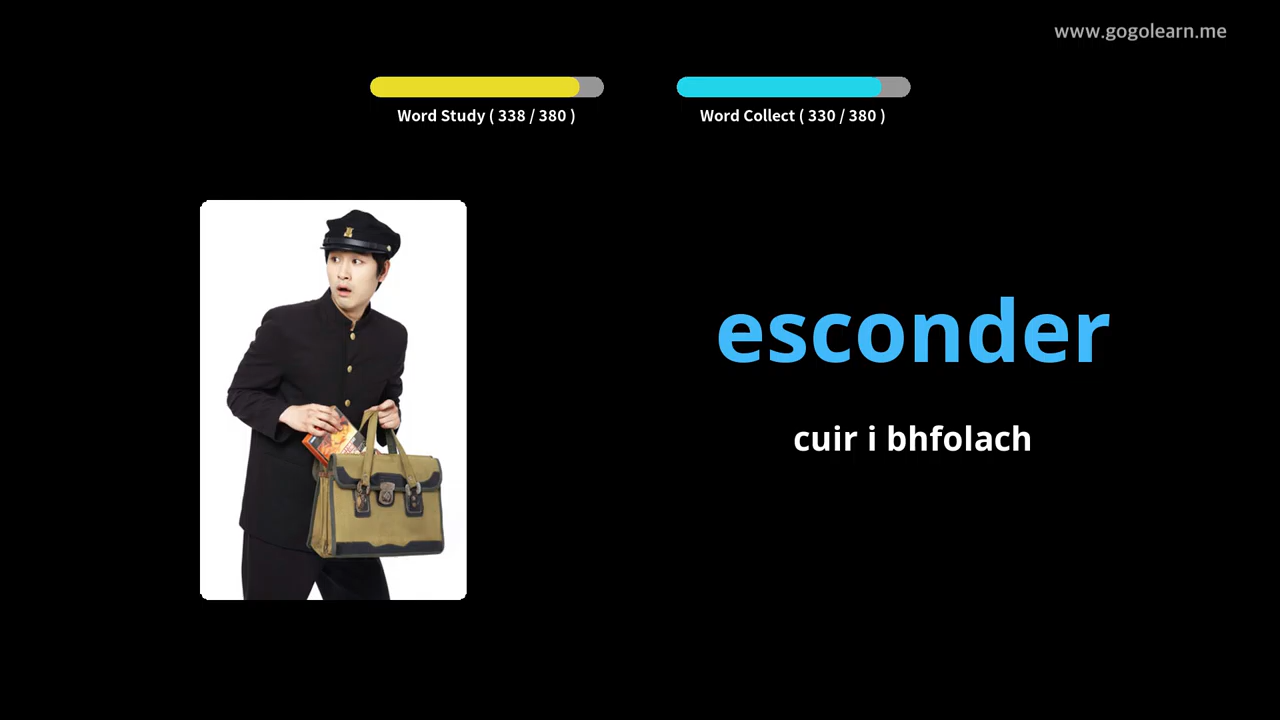 www.gogolearn.me
Word Study ( 338 / 380 )
Word Collect ( 330 / 380 )
esconder
cuir i bhfolach